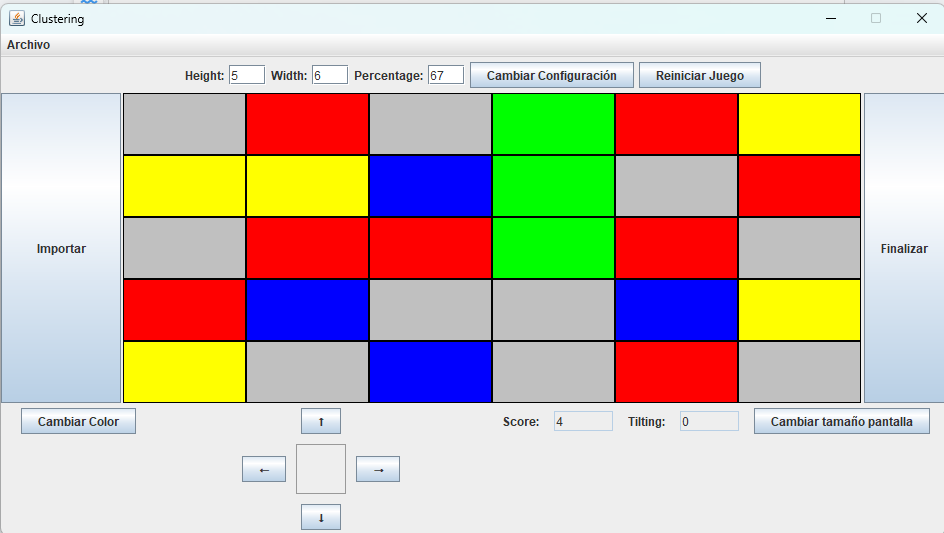 Clustering
Archivo
Height: 5 Width: 6 Percentage: 67 Cambiar Configuración Reiniciar Juego
Importar
Finalizar
Cambiar Color ↑ Score: 4 Tilting: 0 Cambiar tamaño pantalla
← →
↓